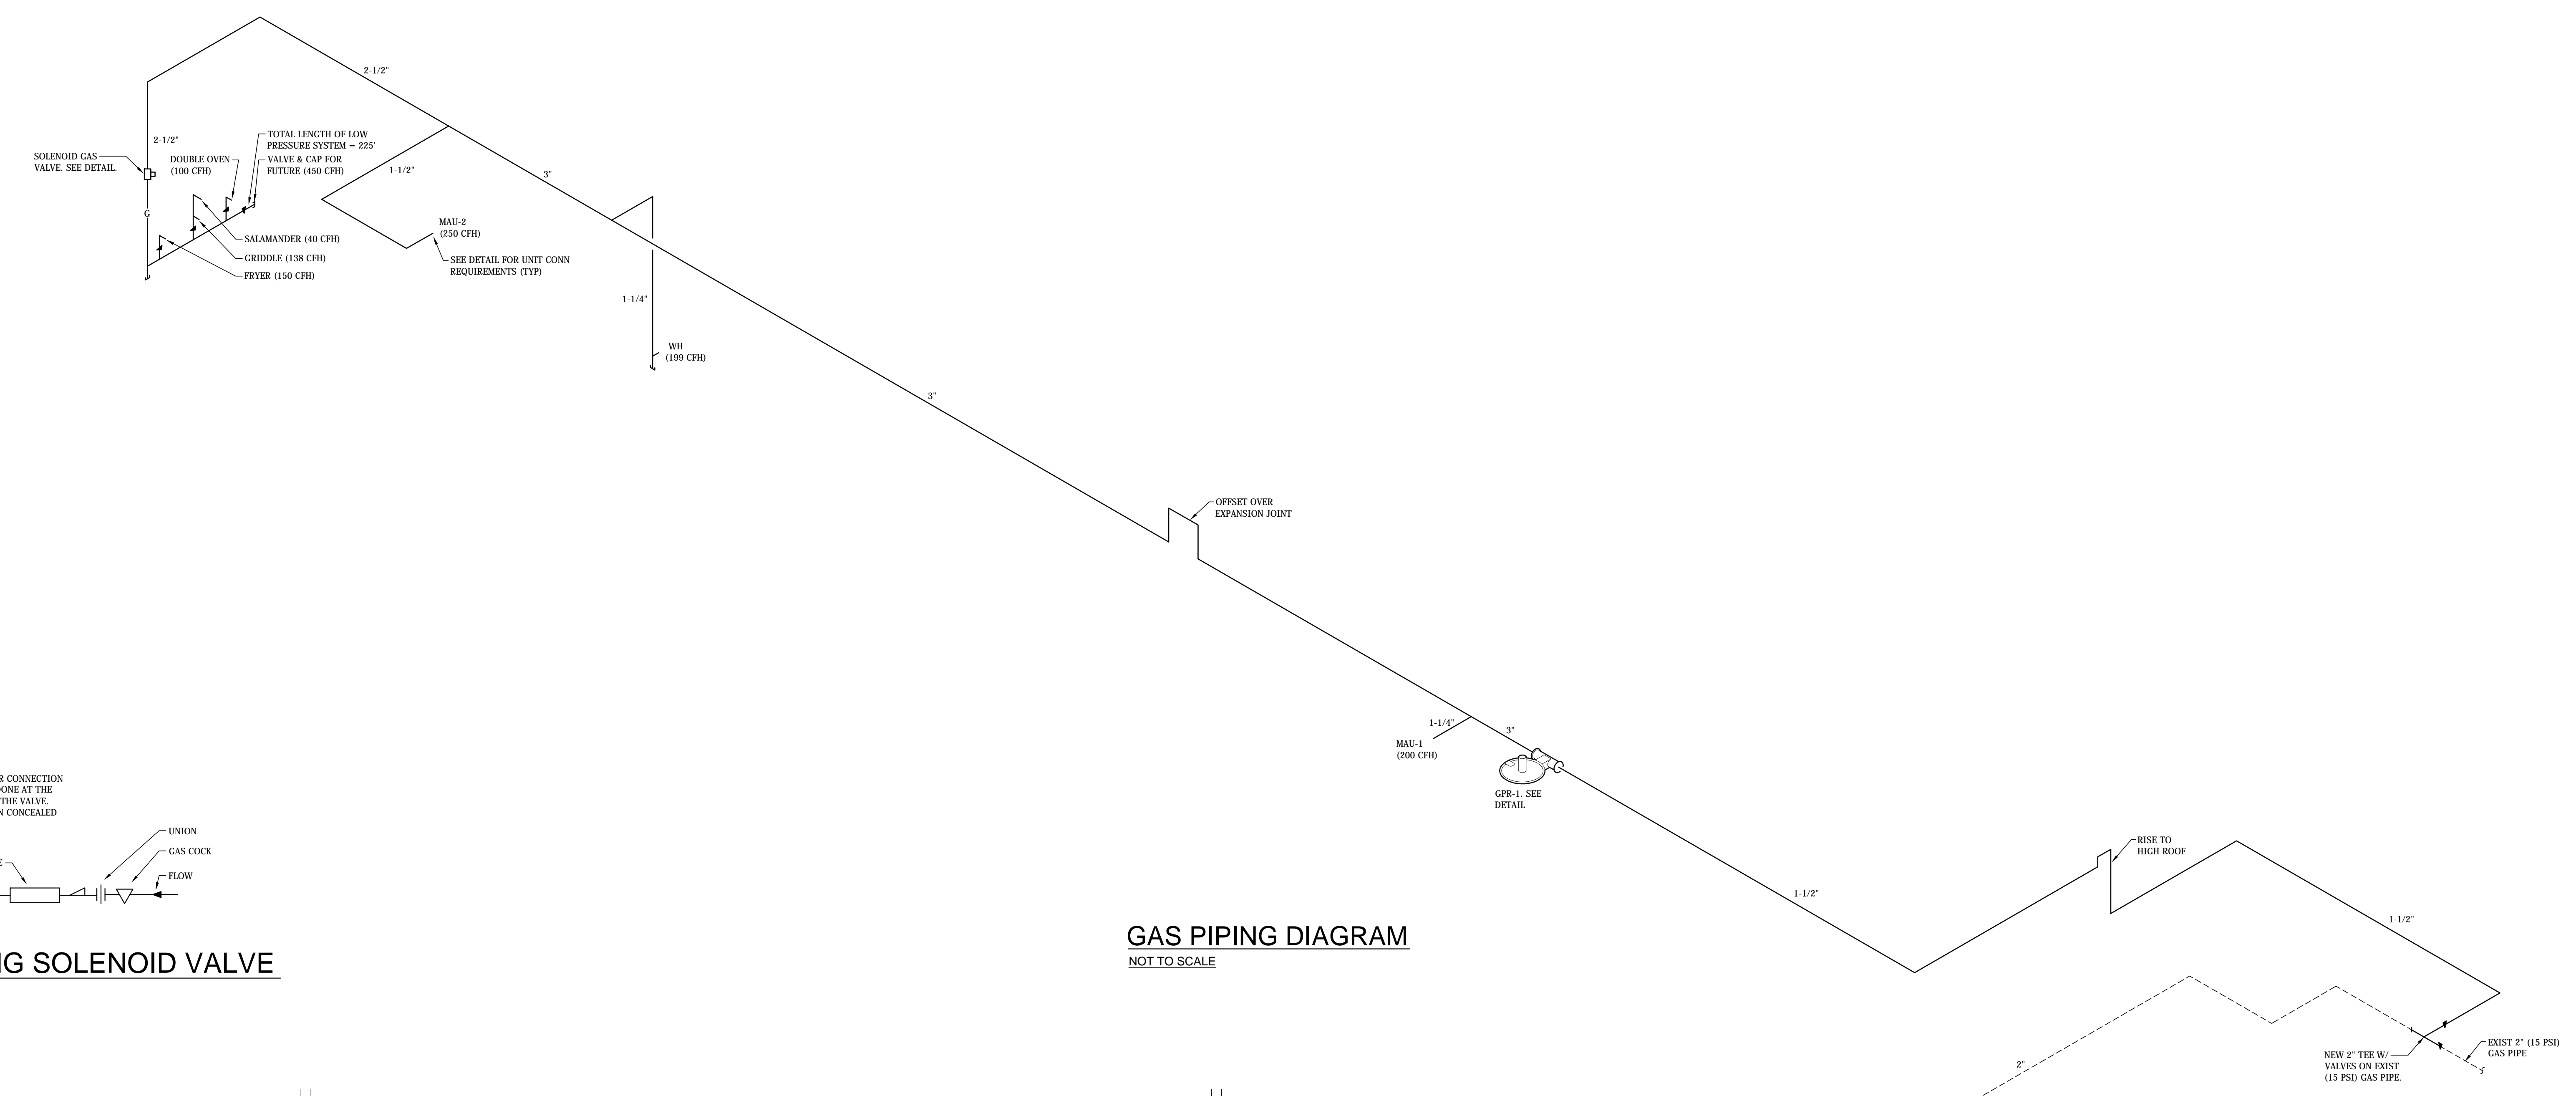 2-1/2"
2-1/2"
SOLENOID GAS
VALVE. SEE DETAIL.
DOUBLE OVEN
(100 CFH)
TOTAL LENGTH OF LOW
PRESSURE SYSTEM = 225'
VALVE & CAP FOR
FUTURE (450 CFH)
G
SALAMANDER (40 CFH)
GRIDDLE (138 CFH)
FRYER (150 CFH)
1-1/2"
MAU-2
(250 CFH)
SEE DETAIL FOR UNIT CONN
REQUIREMENTS (TYP)
3"
1-1/4"
WH
(199 CFH)
3"
OFFSET OVER
EXPANSION JOINT
1-1/4"
MAU-1
(200 CFH)
3"
GPR-1. SEE
DETAIL
R CONNECTION
ONE AT THE
THE VALVE.
N CONCEALED
UNION
GAS COCK
FLOW
E
IG SOLENOID VALVE
GAS PIPING DIAGRAM
NOT TO SCALE
1-1/2"
RISE TO
HIGH ROOF
1-1/2"
2"
NEW 2" TEE W/
VALVES ON EXIST
(15 PSI) GAS PIPE.
EXIST 2" (15 PSI)
GAS PIPE